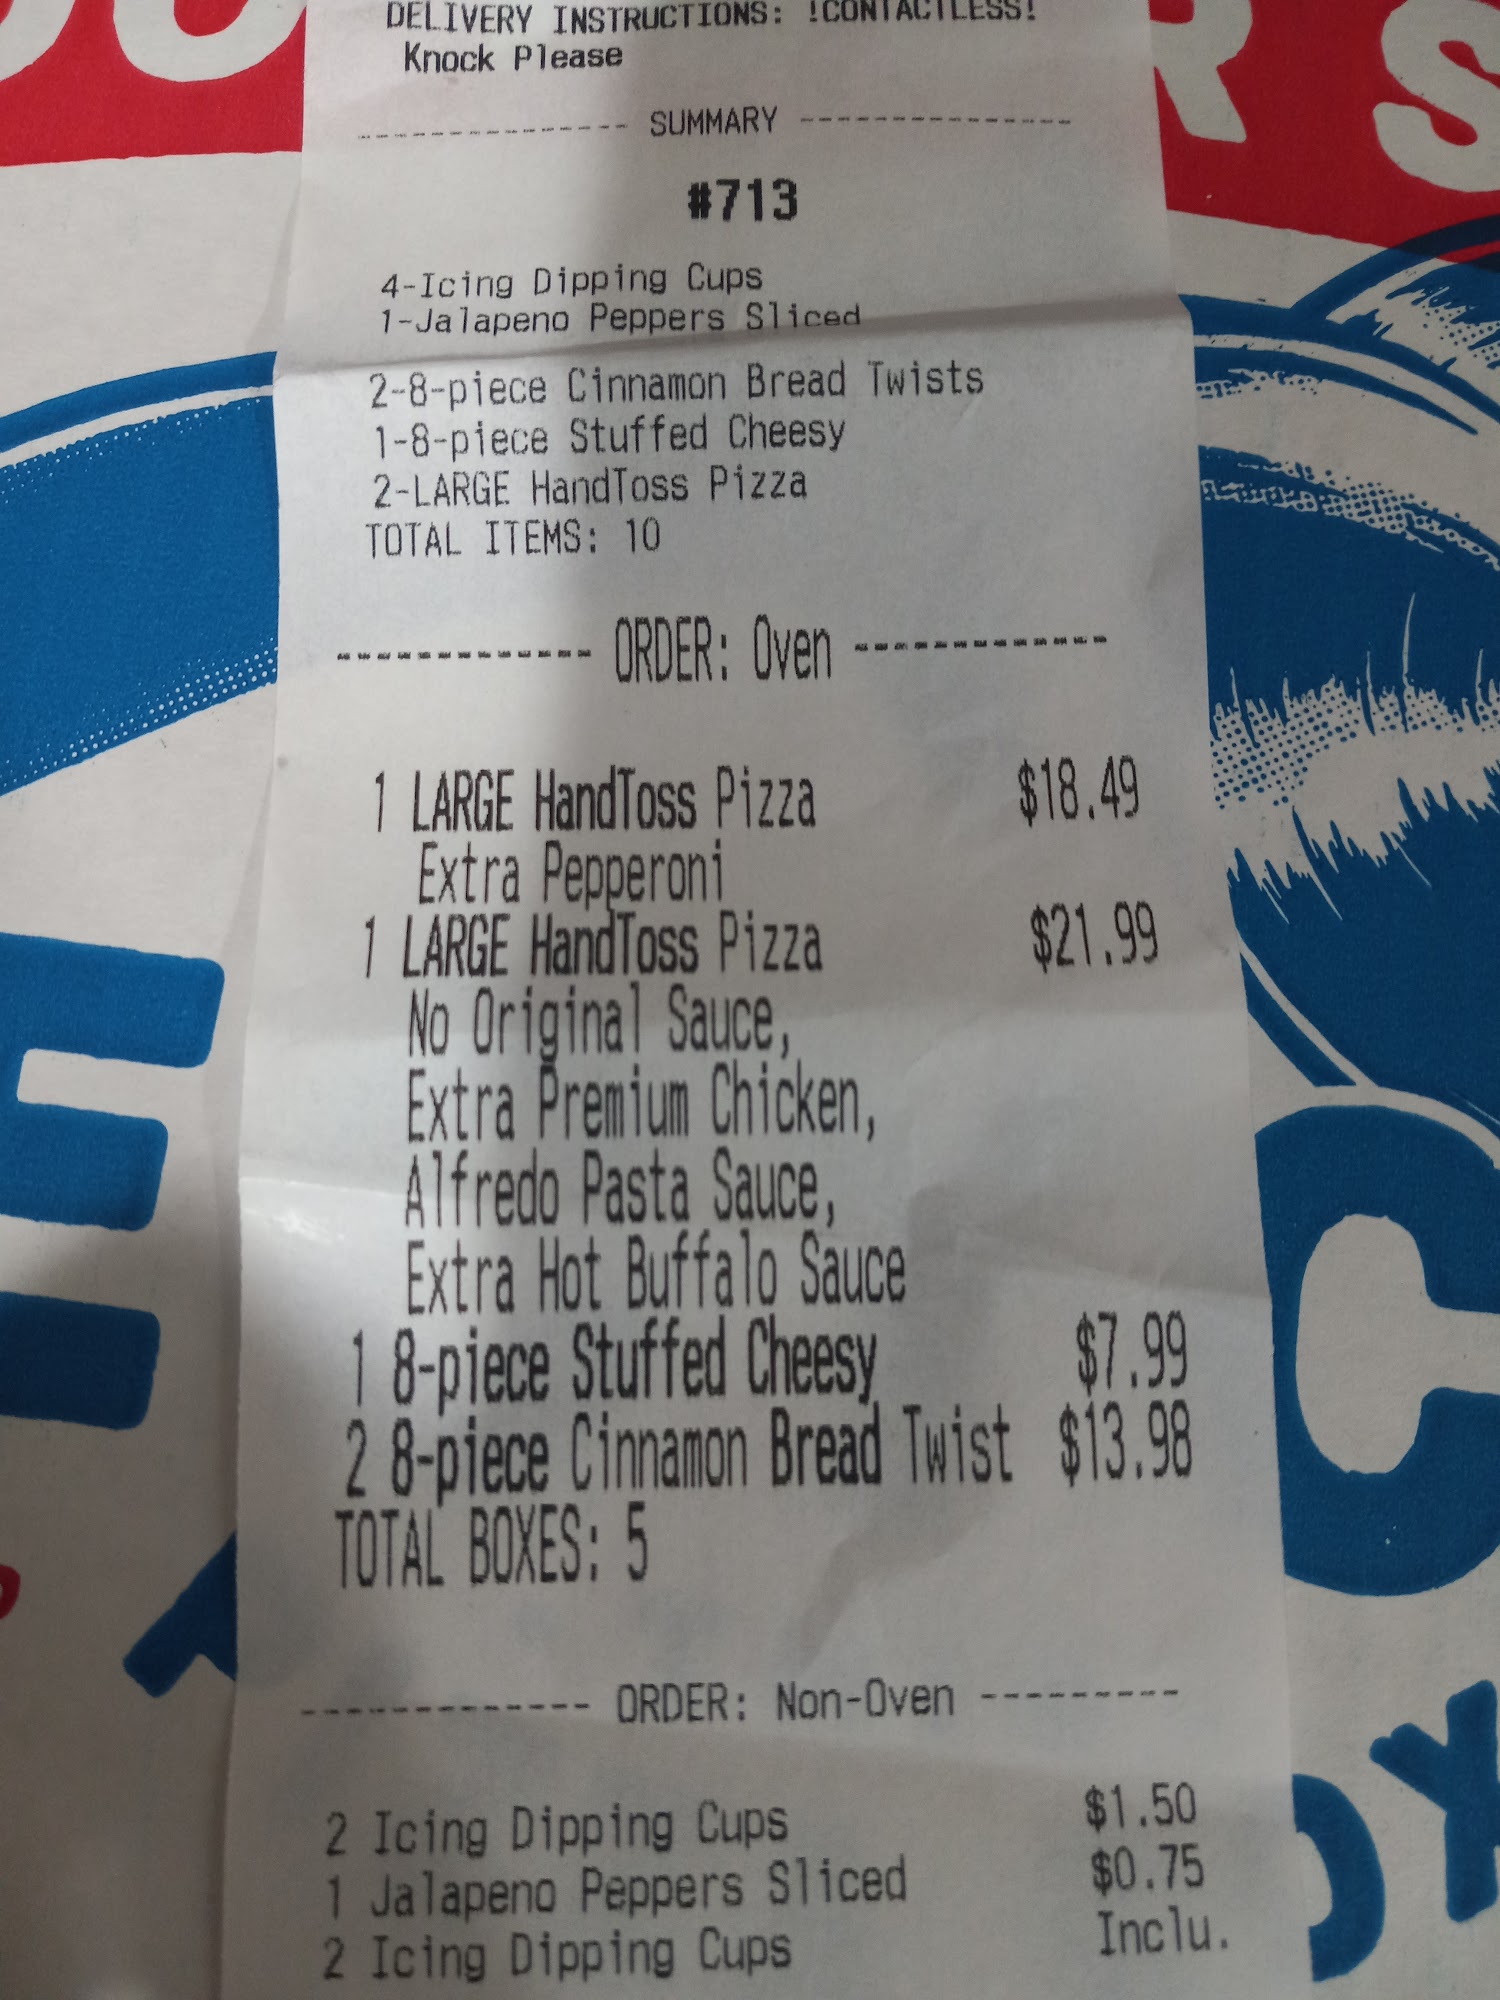 DELIVERY INSTRUCTIONS: !CONTACTLESS!
Knock Please
--------------- SUMMARY ---------------
#713
4-Icing Dipping Cups
1-Jalapeno Peppers Sliced
2-8-piece Cinnamon Bread Twists
1-8-piece Stuffed Cheesy
2-LARGE HandToss Pizza
TOTAL ITEMS: 10
------------- ORDER: Oven -------------
1 LARGE HandToss Pizza $18.49
Extra Pepperoni
1 LARGE HandToss Pizza $21.99
No Original Sauce,
Extra Premium Chicken,
Alfredo Pasta Sauce,
Extra Hot Buffalo Sauce
1 8-piece Stuffed Cheesy $7.99
2 8-piece Cinnamon Bread Twist $13.98
TOTAL BOXES: 5
------------- ORDER: Non-Oven ---------
2 Icing Dipping Cups $1.50
1 Jalapeno Peppers Sliced $0.75
2 Icing Dipping Cups Inclu.